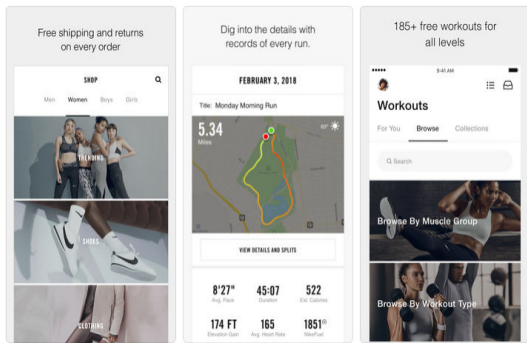 Free shipping and returns
on every order
SHOP
Men Women Boys Girls
TRENDING
SHOES
CLOTHING
Dig into the details with
records of every run.
FEBRUARY 3, 2018
Title: Monday Morning Run
5.34
Miles
VIEW DETAILS AND SPLITS
8'27" 45:07 522
Avg. Pace Duration Est. Calories
174 FT 165 1851
Elevation Gain Avg. Heart Rate NikeFuel
185+ free workouts for
all levels
9:41 AM
Workouts
For You Browse Collections
Search
Browse By Muscle Group
Browse By Workout Type